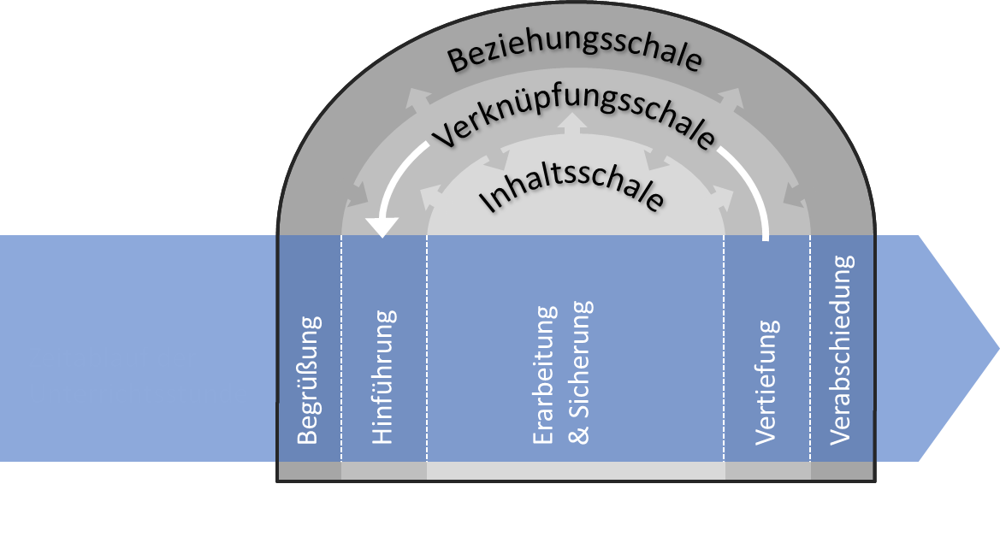 Beziehungsschale
Verknüpfungsschale
Inhaltsschale
Begrüßung
Hinführung
Erarbeitung
& Sicherung
Vertiefung
Verabschiedung